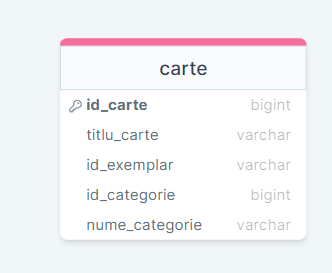 carte
id_carte bigint
titlu_carte varchar
id_exemplar varchar
id_categorie bigint
nume_categorie varchar